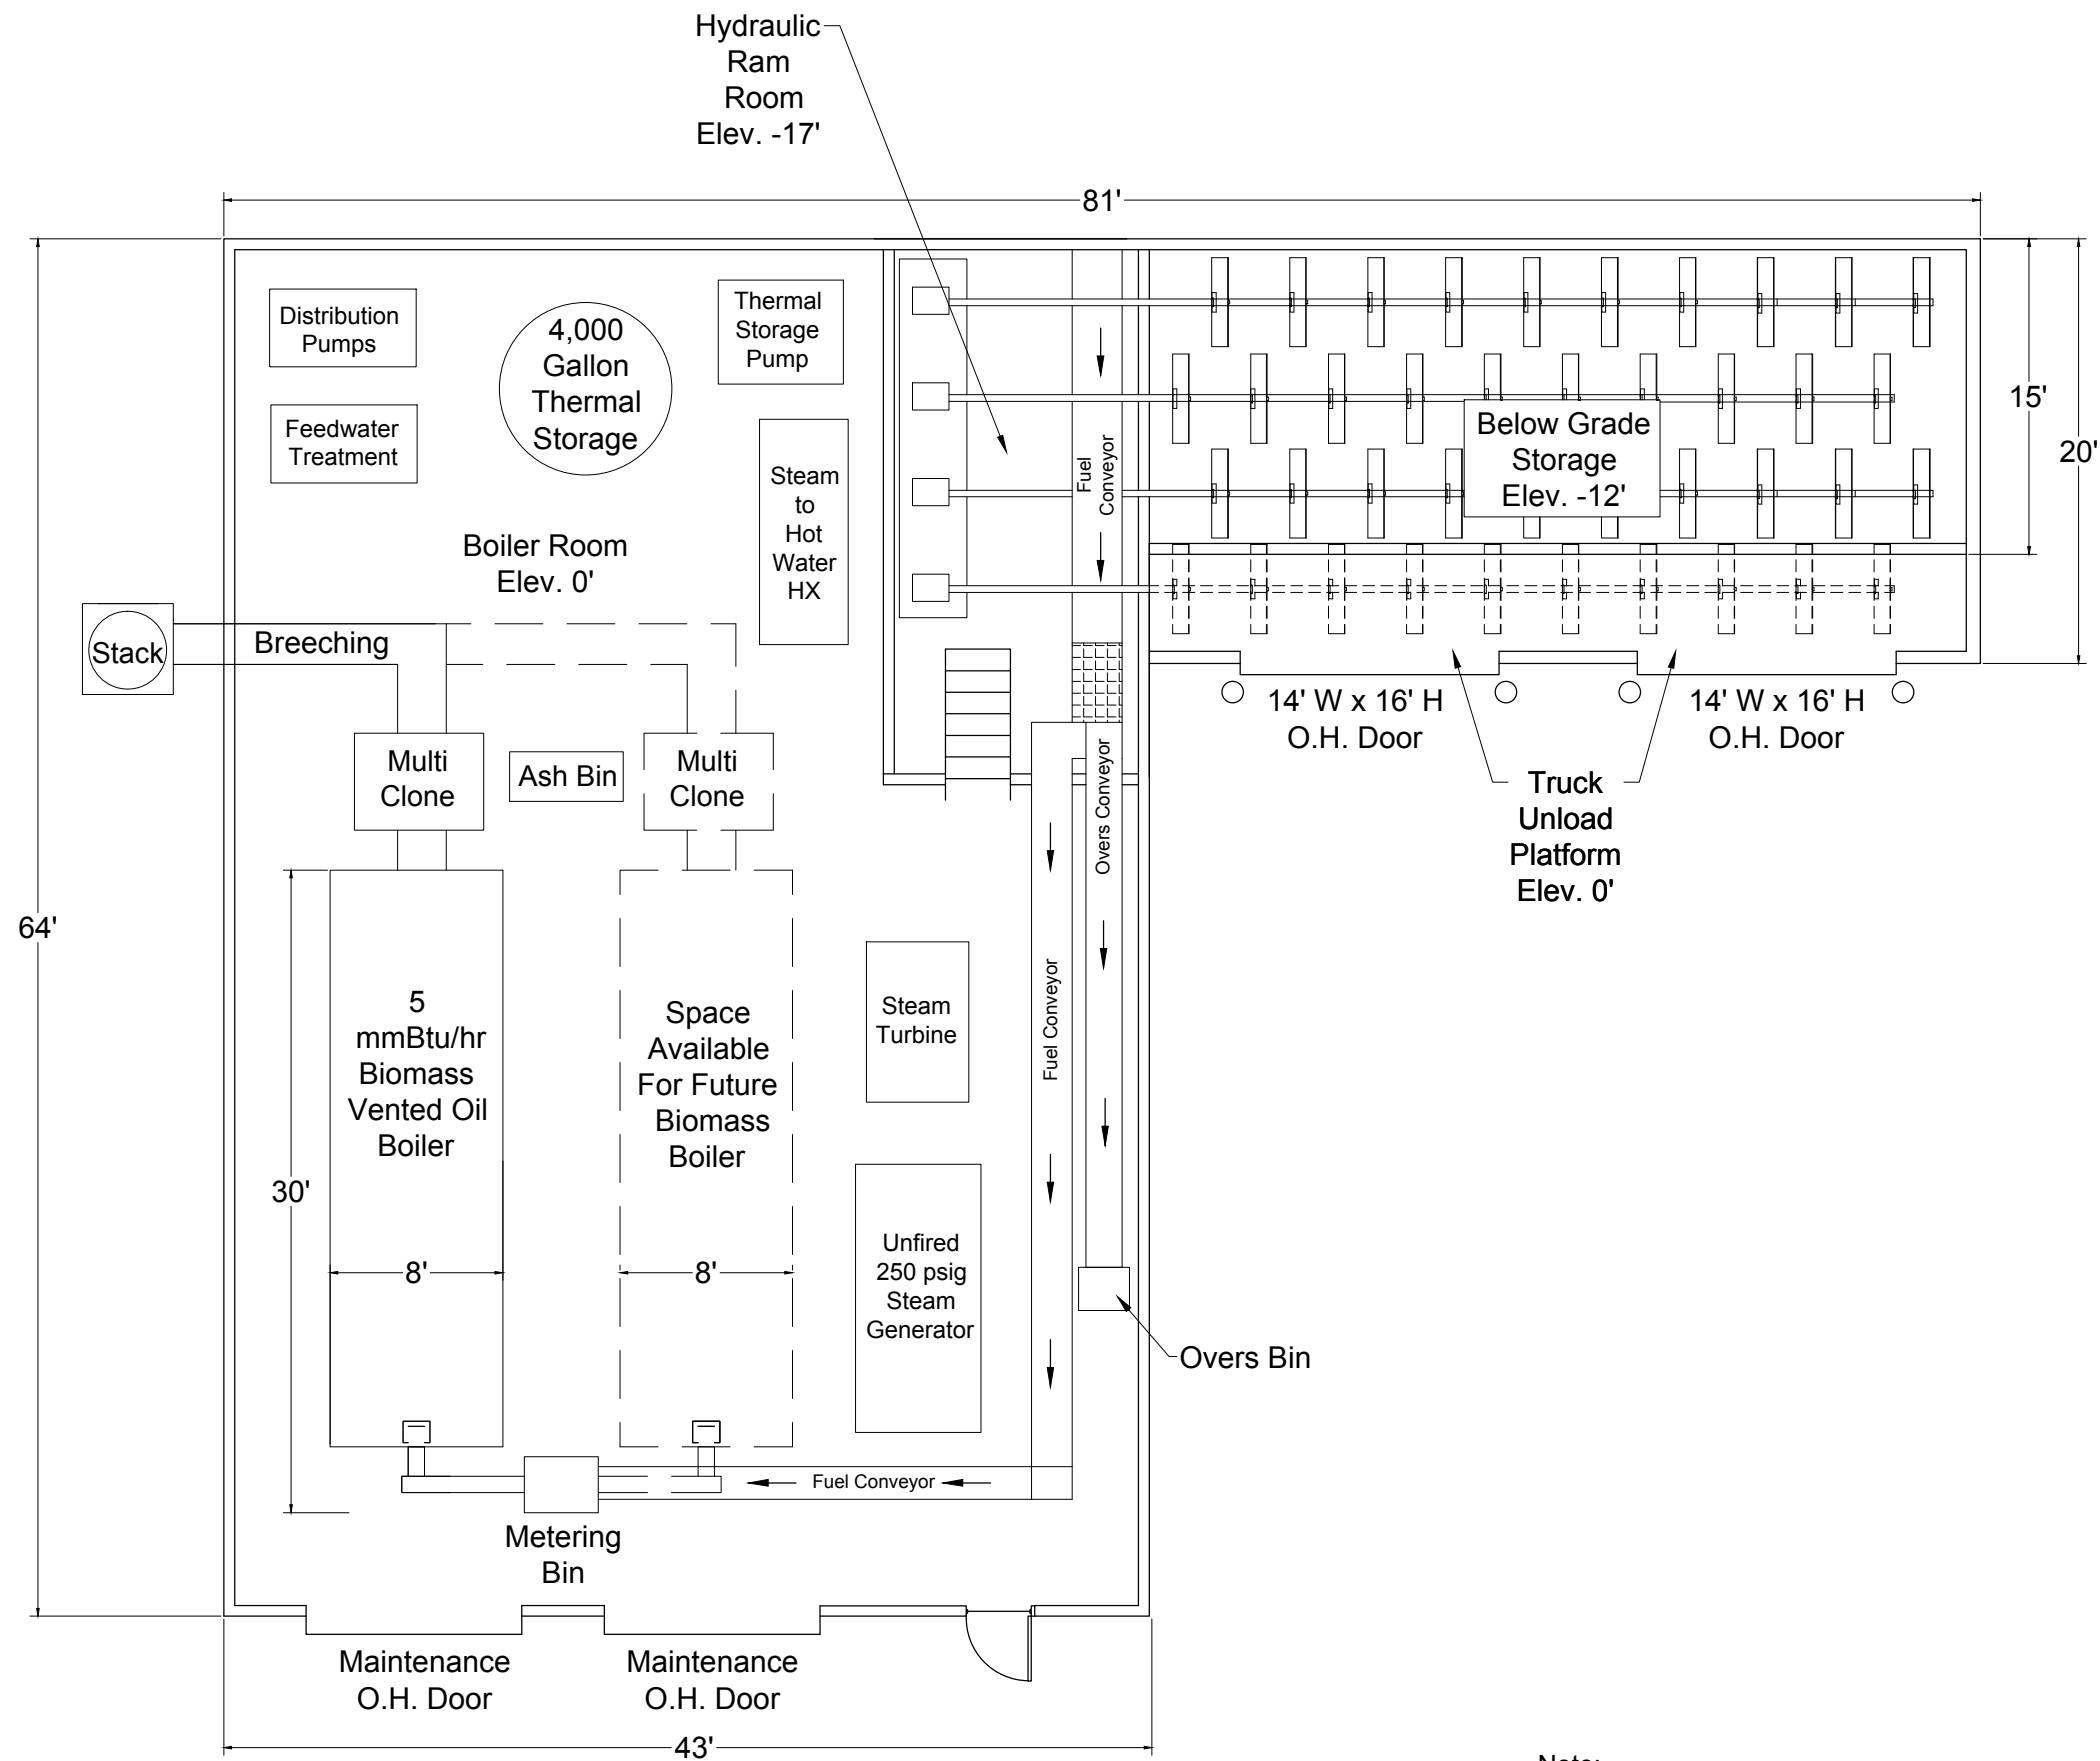 Hydraulic
Ram
Room
Elev. -17'
81'
Distribution
Pumps
4,000
Gallon
Thermal
Storage
Thermal
Storage
Pump
Feedwater
Treatment
Steam
to
Hot
Water
HX
Fuel
Conveyor
Below Grade
Storage
Elev. -12'
15'
20'
Boiler Room
Elev. 0'
Stack
Breeching
14' W x 16' H
O.H. Door
14' W x 16' H
O.H. Door
Multi
Clone
Ash Bin
Multi
Clone
Overs Conveyor
Truck
Unload
Platform
Elev. 0'
64'
5
mmBtu/hr
Biomass
Vented Oil
Boiler
Space
Available
For Future
Biomass
Boiler
Steam
Turbine
Fuel Conveyor
30'
8'
8'
Unfired
250 psig
Steam
Generator
Overs Bin
Fuel Conveyor
Metering
Bin
Maintenance
O.H. Door
Maintenance
O.H. Door
43'